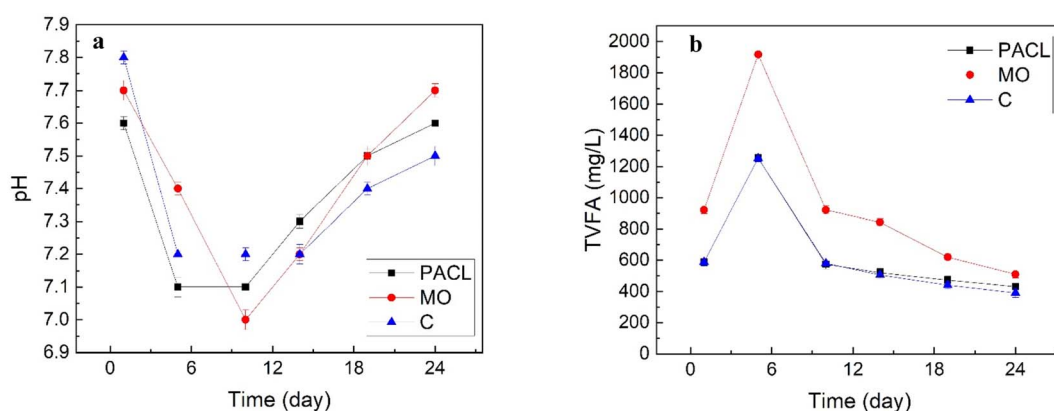 a
7.9
7.8
7.7
7.6
7.5
7.4
7.3
7.2
7.1
7.0
6.9
pH
0
6
12
18
24
Time (day)
PACL
MO
C
b
2000
1800
1600
1400
1200
1000
800
600
400
200
0
TVFA (mg/L)
0
6
12
18
24
Time (day)
PACL
MO
C